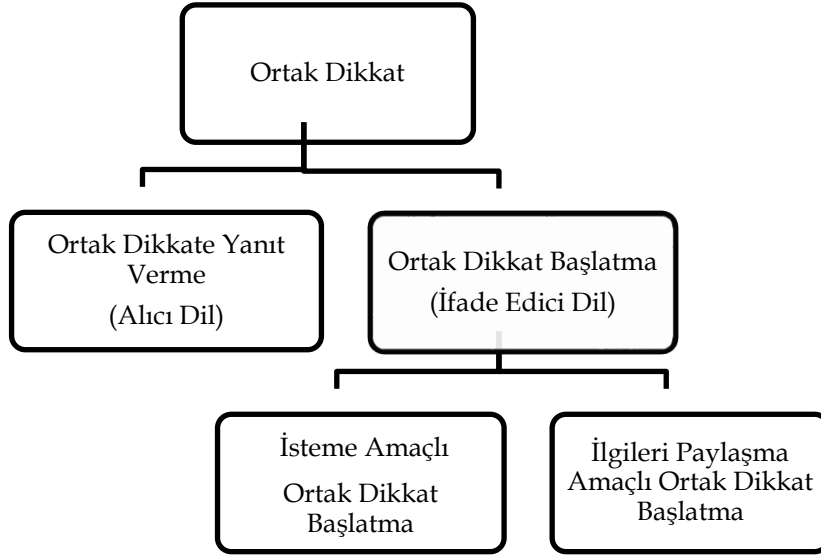 Ortak Dikkat
Ortak Dikkate Yanıt
Verme
(Alıcı Dil)
Ortak Dikkat Başlatma
(İfade Edici Dil)
İsteme Amaçlı
Ortak Dikkat
Başlatma
İlgileri Paylaşma
Amaçlı Ortak Dikkat
Başlatma